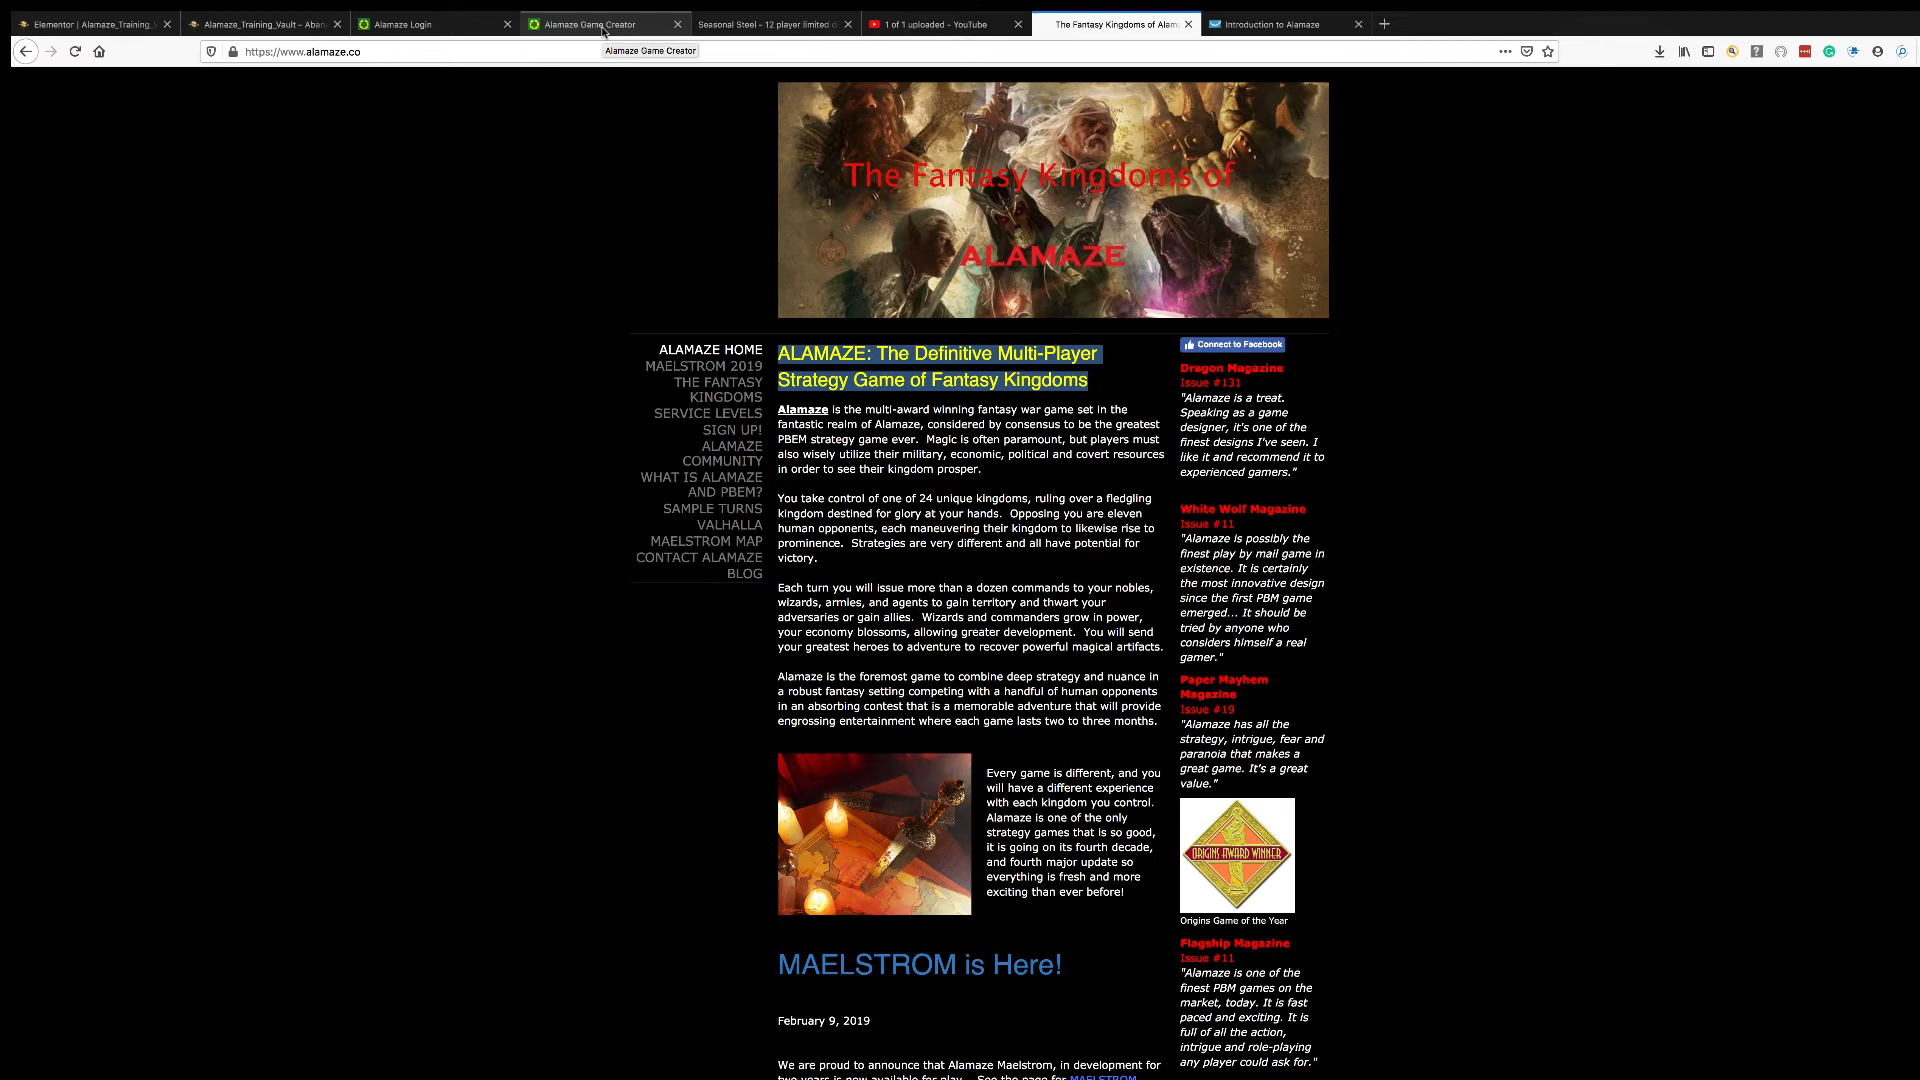 Elementor | Alamaze_Training_
Alamaze_Training_Vault – Aban
Alamaze Login
Alamaze Game Creator
Seasonal Steel - 12 player limited d
1 of 1 uploaded - YouTube
The Fantasy Kingdoms of Alam
Introduction to Alamaze
https://www.alamaze.co
Alamaze Game Creator
The Fantasy Kingdoms of
ALAMAZE
ALAMAZE HOME
MAELSTROM 2019
THE FANTASY
KINGDOMS
SERVICE LEVELS
SIGN UP!
ALAMAZE
COMMUNITY
WHAT IS ALAMAZE
AND PBEM?
SAMPLE TURNS
VALHALLA
MAELSTROM MAP
CONTACT ALAMAZE
BLOG
ALAMAZE: The Definitive Multi-Player
Strategy Game of Fantasy Kingdoms
Alamaze is the multi-award winning fantasy war game set in the
fantastic realm of Alamaze, considered by consensus to be the greatest
PBEM strategy game ever.  Magic is often paramount, but players must
also wisely utilize their military, economic, political and covert resources
in order to see their kingdom prosper.
You take control of one of 24 unique kingdoms, ruling over a fledgling
kingdom destined for glory at your hands.  Opposing you are eleven
human opponents, each maneuvering their kingdom to likewise rise to
prominence.  Strategies are very different and all have potential for
victory.
Each turn you will issue more than a dozen commands to your nobles,
wizards, armies, and agents to gain territory and thwart your
adversaries or gain allies.  Wizards and commanders grow in power,
your economy blossoms, allowing greater development.  You will send
your greatest heroes to adventure to recover powerful magical artifacts.
Alamaze is the foremost game to combine deep strategy and nuance in
a robust fantasy setting competing with a handful of human opponents
in an absorbing contest that is a memorable adventure that will provide
engrossing entertainment where each game lasts two to three months.
Every game is different, and you
will have a different experience
with each kingdom you control.
Alamaze is one of the only
strategy games that is so good,
it is going on its fourth decade,
and fourth major update so
everything is fresh and more
exciting than ever before!
MAELSTROM is Here!
February 9, 2019
We are proud to announce that Alamaze Maelstrom, in development for
two years is now available for play.  See the page for MAELSTROM
Connect to Facebook
Dragon Magazine
Issue #131
"Alamaze is a treat.
Speaking as a game
designer, it's one of the
finest designs I've seen. I
like it and recommend it to
experienced gamers."
White Wolf Magazine
Issue #11
"Alamaze is possibly the
finest play by mail game in
existence. It is certainly
the most innovative design
since the first PBM game
emerged... It should be
tried by anyone who
considers himself a real
gamer."
Paper Mayhem
Magazine
Issue #19
"Alamaze has all the
strategy, intrigue, fear and
paranoia that makes a
great game. It's a great
value."
ORIGINS AWARD WINNER
Origins Game of the Year
Flagship Magazine
Issue #11
"Alamaze is one of the
finest PBM games on the
market, today. It is fast
paced and exciting. It is
full of all the action,
intrigue and role-playing
any player could ask for."